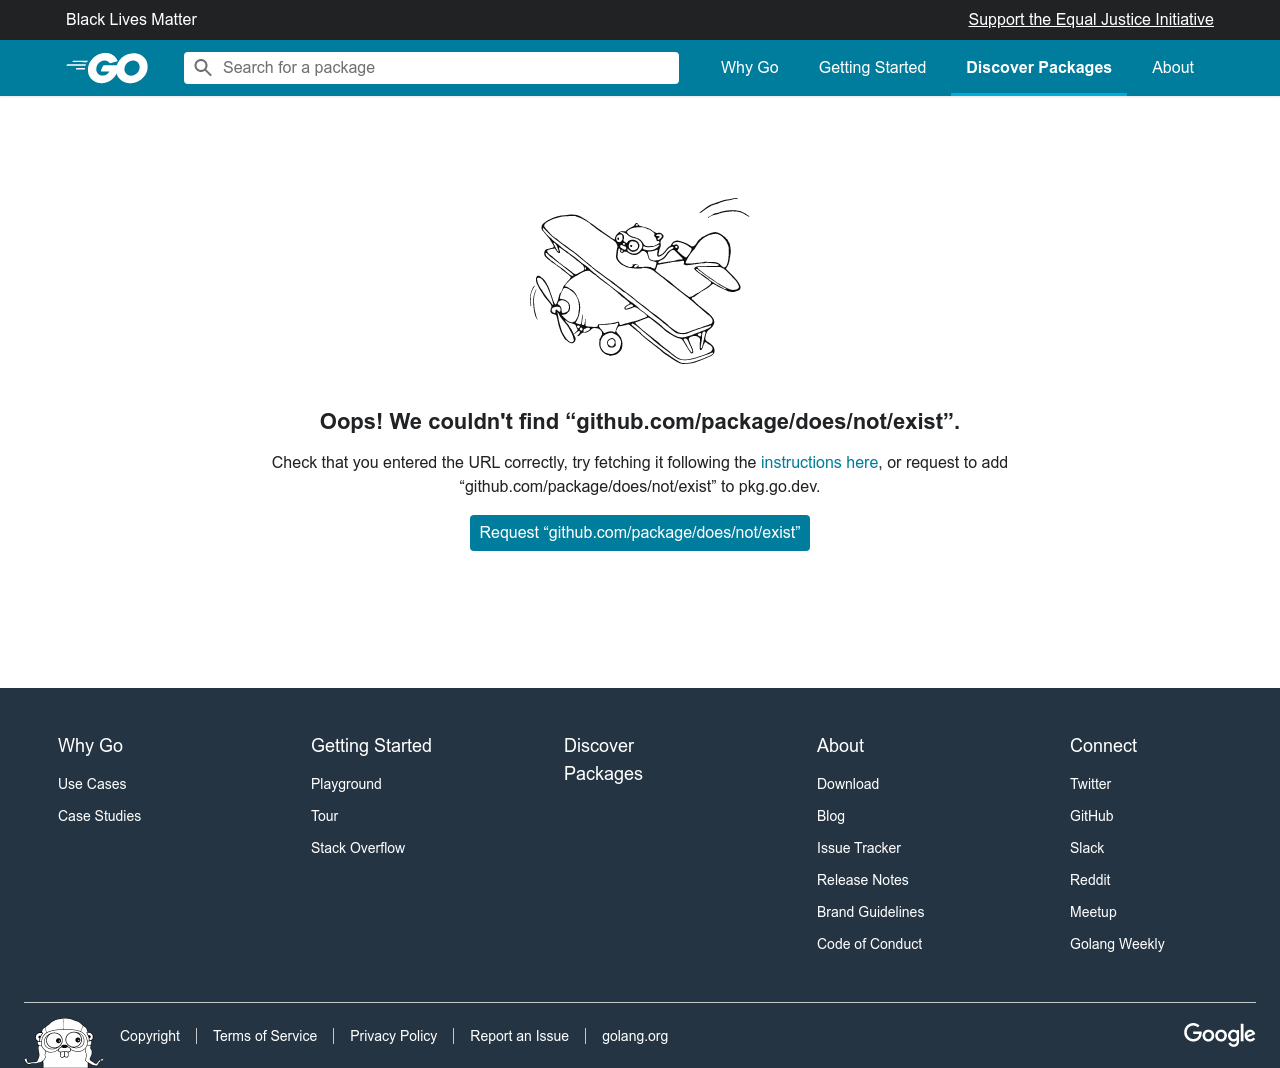 Black Lives Matter
Support the Equal Justice Initiative
GO
Search for a package
Why Go
Getting Started
Discover Packages
About
Oops! We couldn't find “github.com/package/does/not/exist”.
Check that you entered the URL correctly, try fetching it following the instructions here, or request to add
“github.com/package/does/not/exist” to pkg.go.dev.
Request “github.com/package/does/not/exist”
Why Go
Use Cases
Case Studies
Getting Started
Playground
Tour
Stack Overflow
Discover
Packages
About
Download
Blog
Issue Tracker
Release Notes
Brand Guidelines
Code of Conduct
Connect
Twitter
GitHub
Slack
Reddit
Meetup
Golang Weekly
Copyright
Terms of Service
Privacy Policy
Report an Issue
golang.org
Google